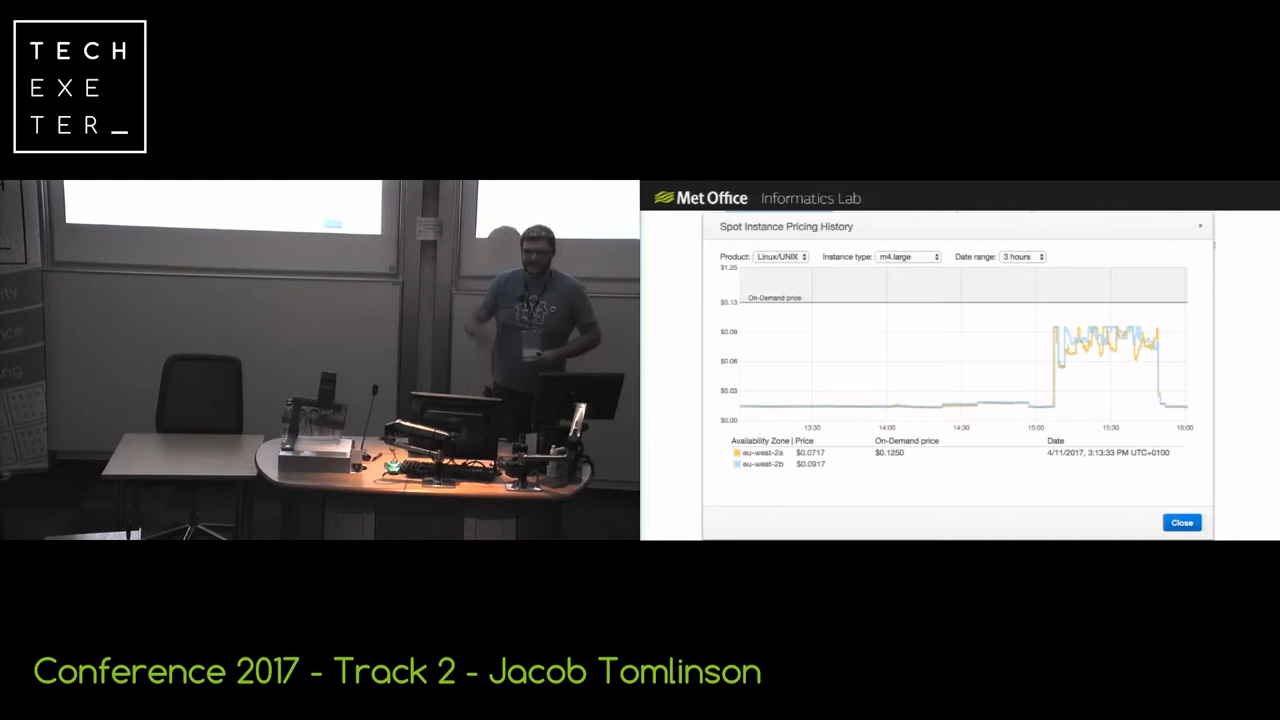 TECH
EXE
TER_
Met Office Informatics Lab
Spot Instance Pricing History
Product: Linux/UNIX Instance type: m4.large Date range: 3 hours
$1.25
On-Demand price
$0.13
$0.09
$0.06
$0.03
$0.00
13:30 14:00 14:30 15:00 15:30 16:00
Availability Zone | Price On-Demand price Date
eu-west-2a $0.0717 $0.1250 4/11/2017, 3:13:33 PM UTC+0100
eu-west-2b $0.0917
Close
Conference 2017 - Track 2 - Jacob Tomlinson